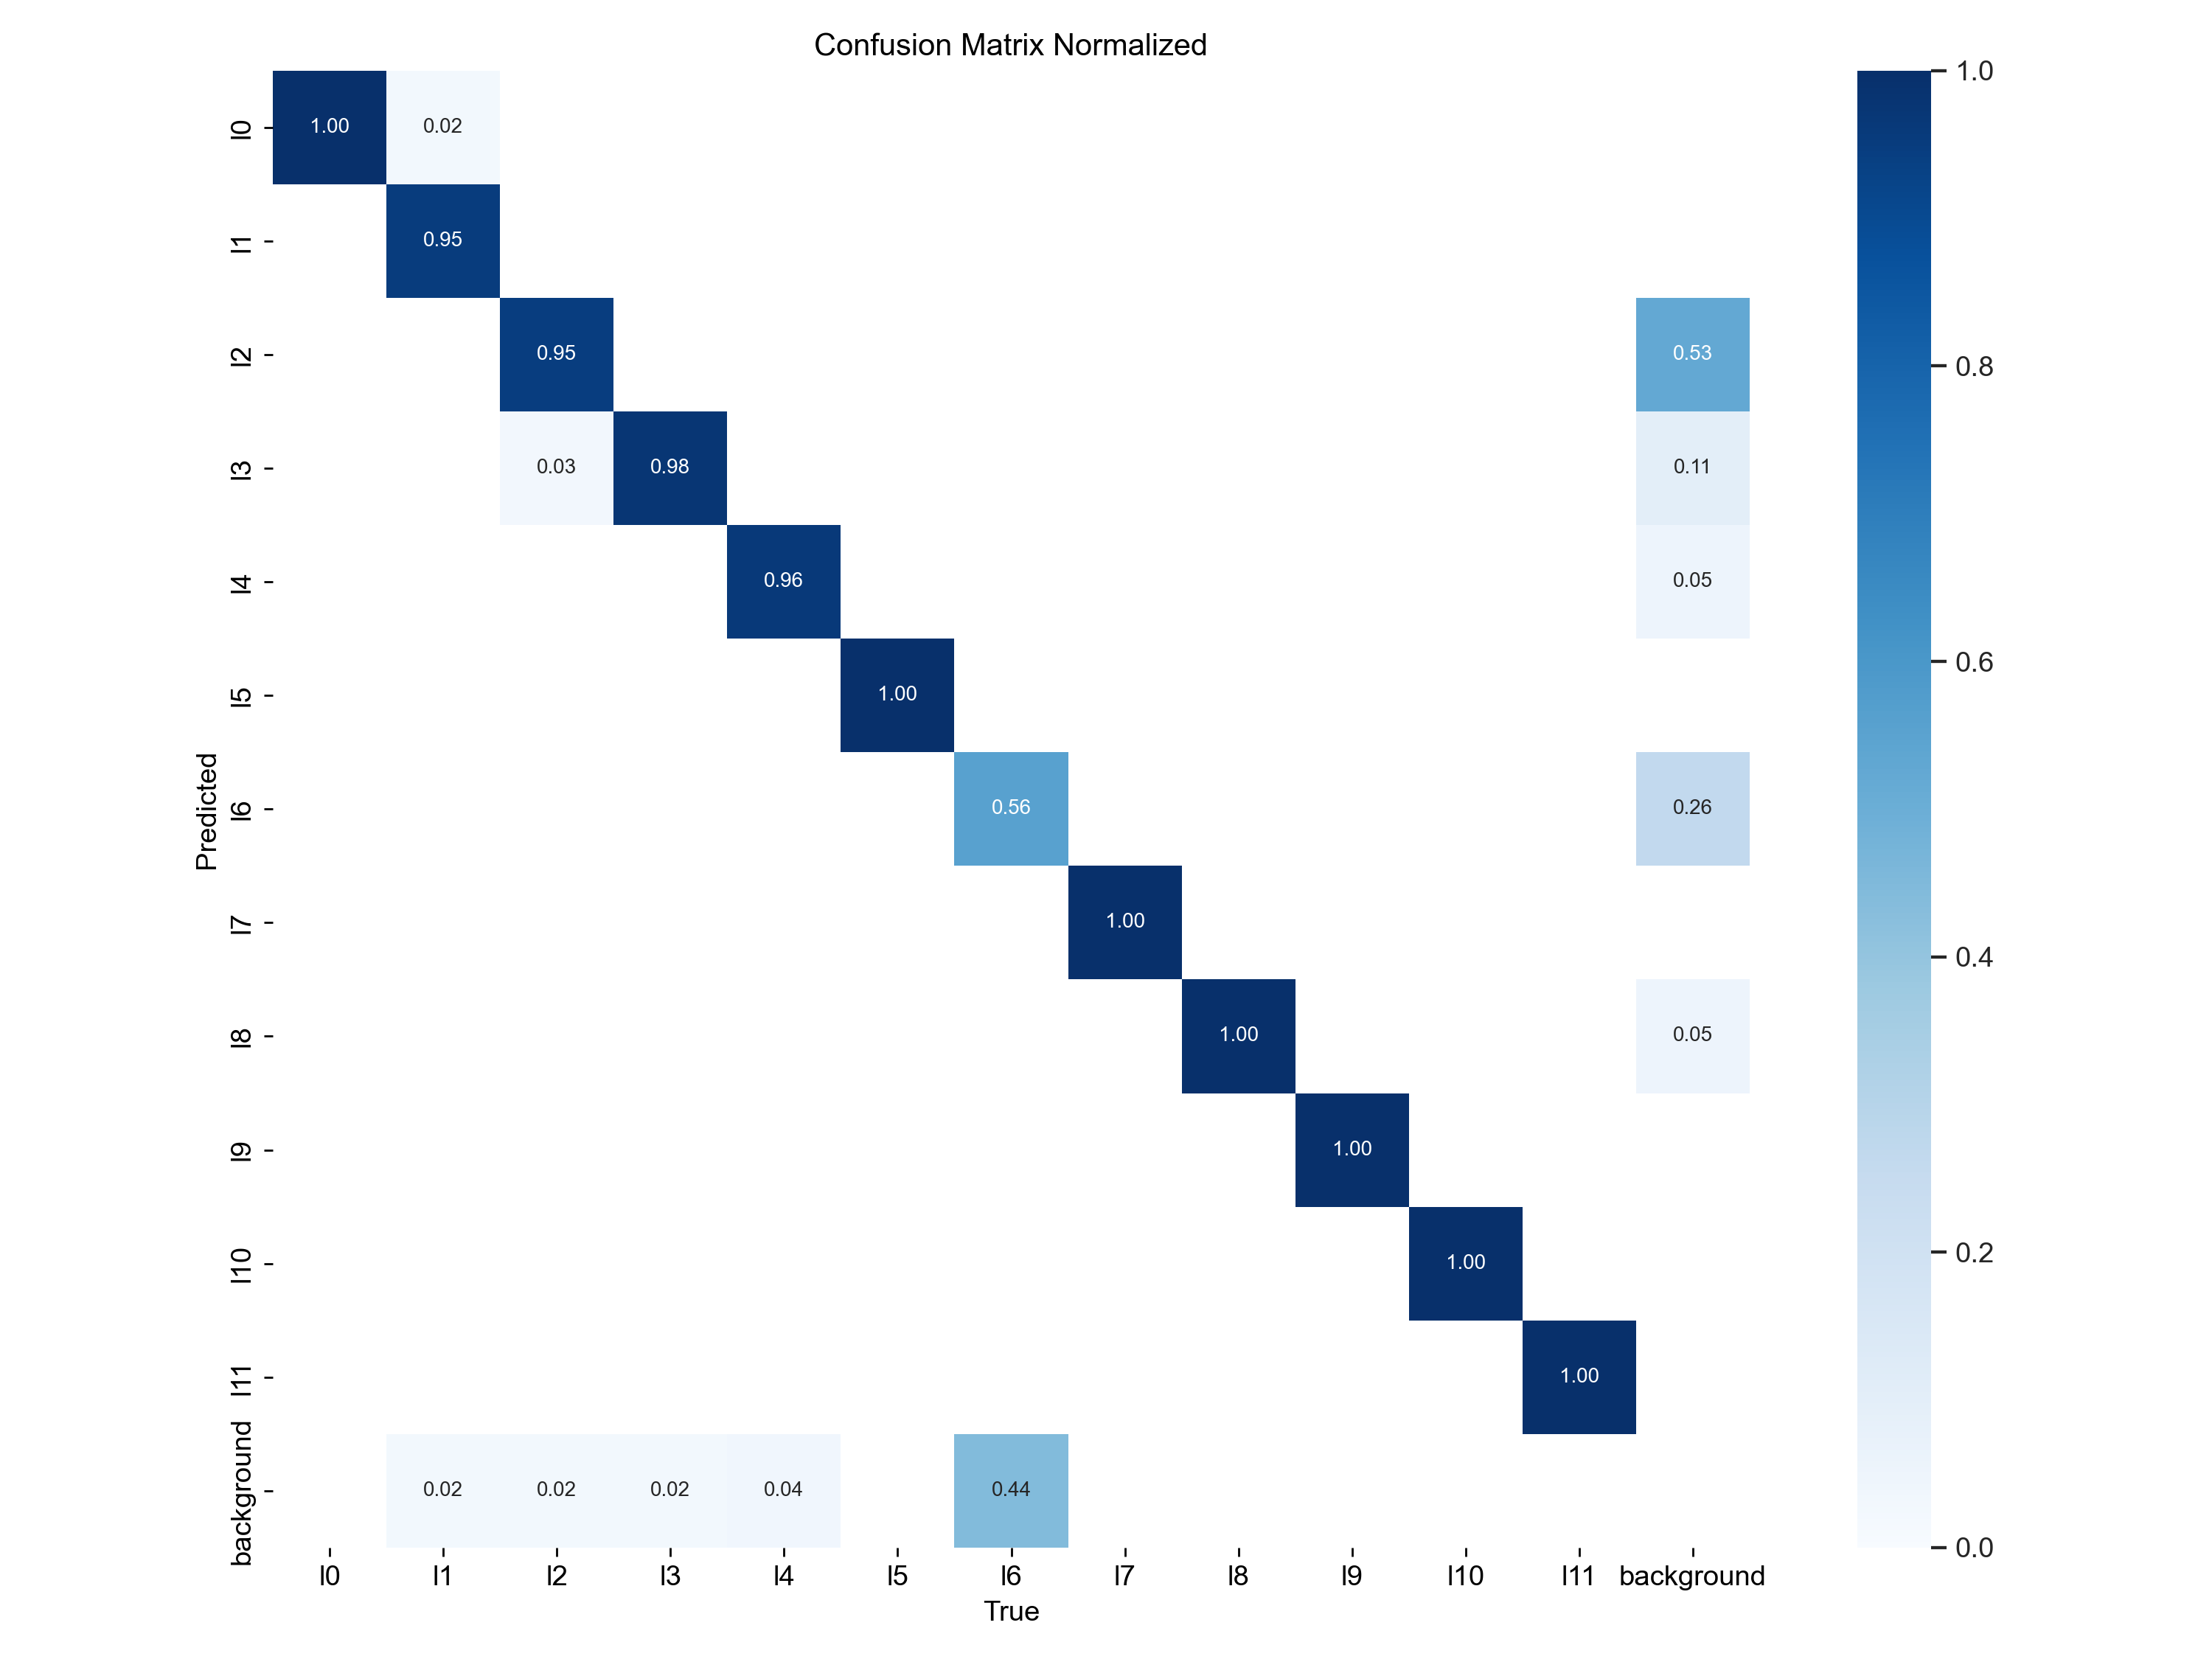 Confusion Matrix Normalized
l0 1.00 0.02 1.0
l1 0.95
l2 0.95 0.53 0.8
l3 0.03 0.98 0.11
l4 0.96 0.05
l5 1.00 0.6
Predicted
l6 0.56 0.26
l7 1.00 0.4
l8 1.00 0.05
l9 1.00
l10 1.00 0.2
l11 1.00
background 0.02 0.02 0.02 0.04 0.44 0.0
l0 l1 l2 l3 l4 l5 l6 l7 l8 l9 l10 l11 background
True